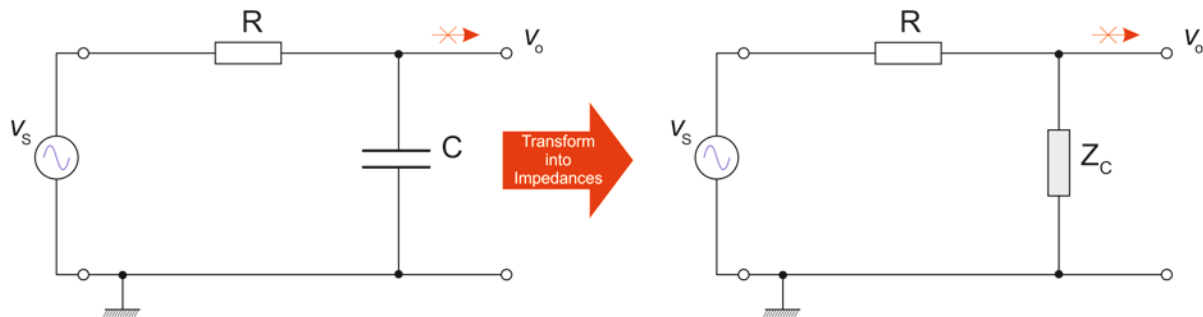 R
v_o
v_S
C
Transform
into
Impedances
R
v_o
v_S
Z_C